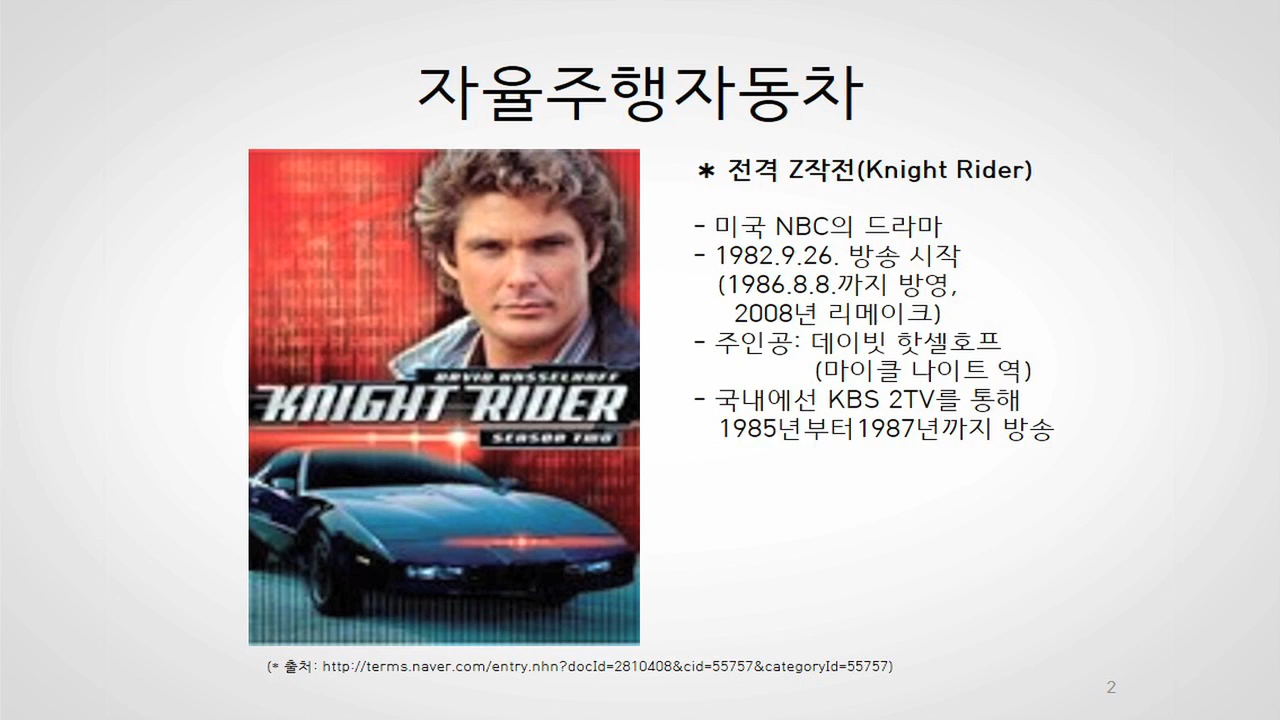 자율주행자동차
* 전격 Z작전(Knight Rider)
- 미국 NBC의 드라마
- 1982.9.26. 방송 시작
(1986.8.8.까지 방영,
2008년 리메이크)
- 주인공: 데이빗 핫셀호프
(마이클 나이트 역)
- 국내에선 KBS 2TV를 통해
1985년부터1987년까지 방송
DAVID HASSELHOFF
KNIGHT RIDER
SEASON TWO
(* 출처: http://terms.naver.com/entry.nhn?docId=2810408&cid=55757&categoryId=55757)
2